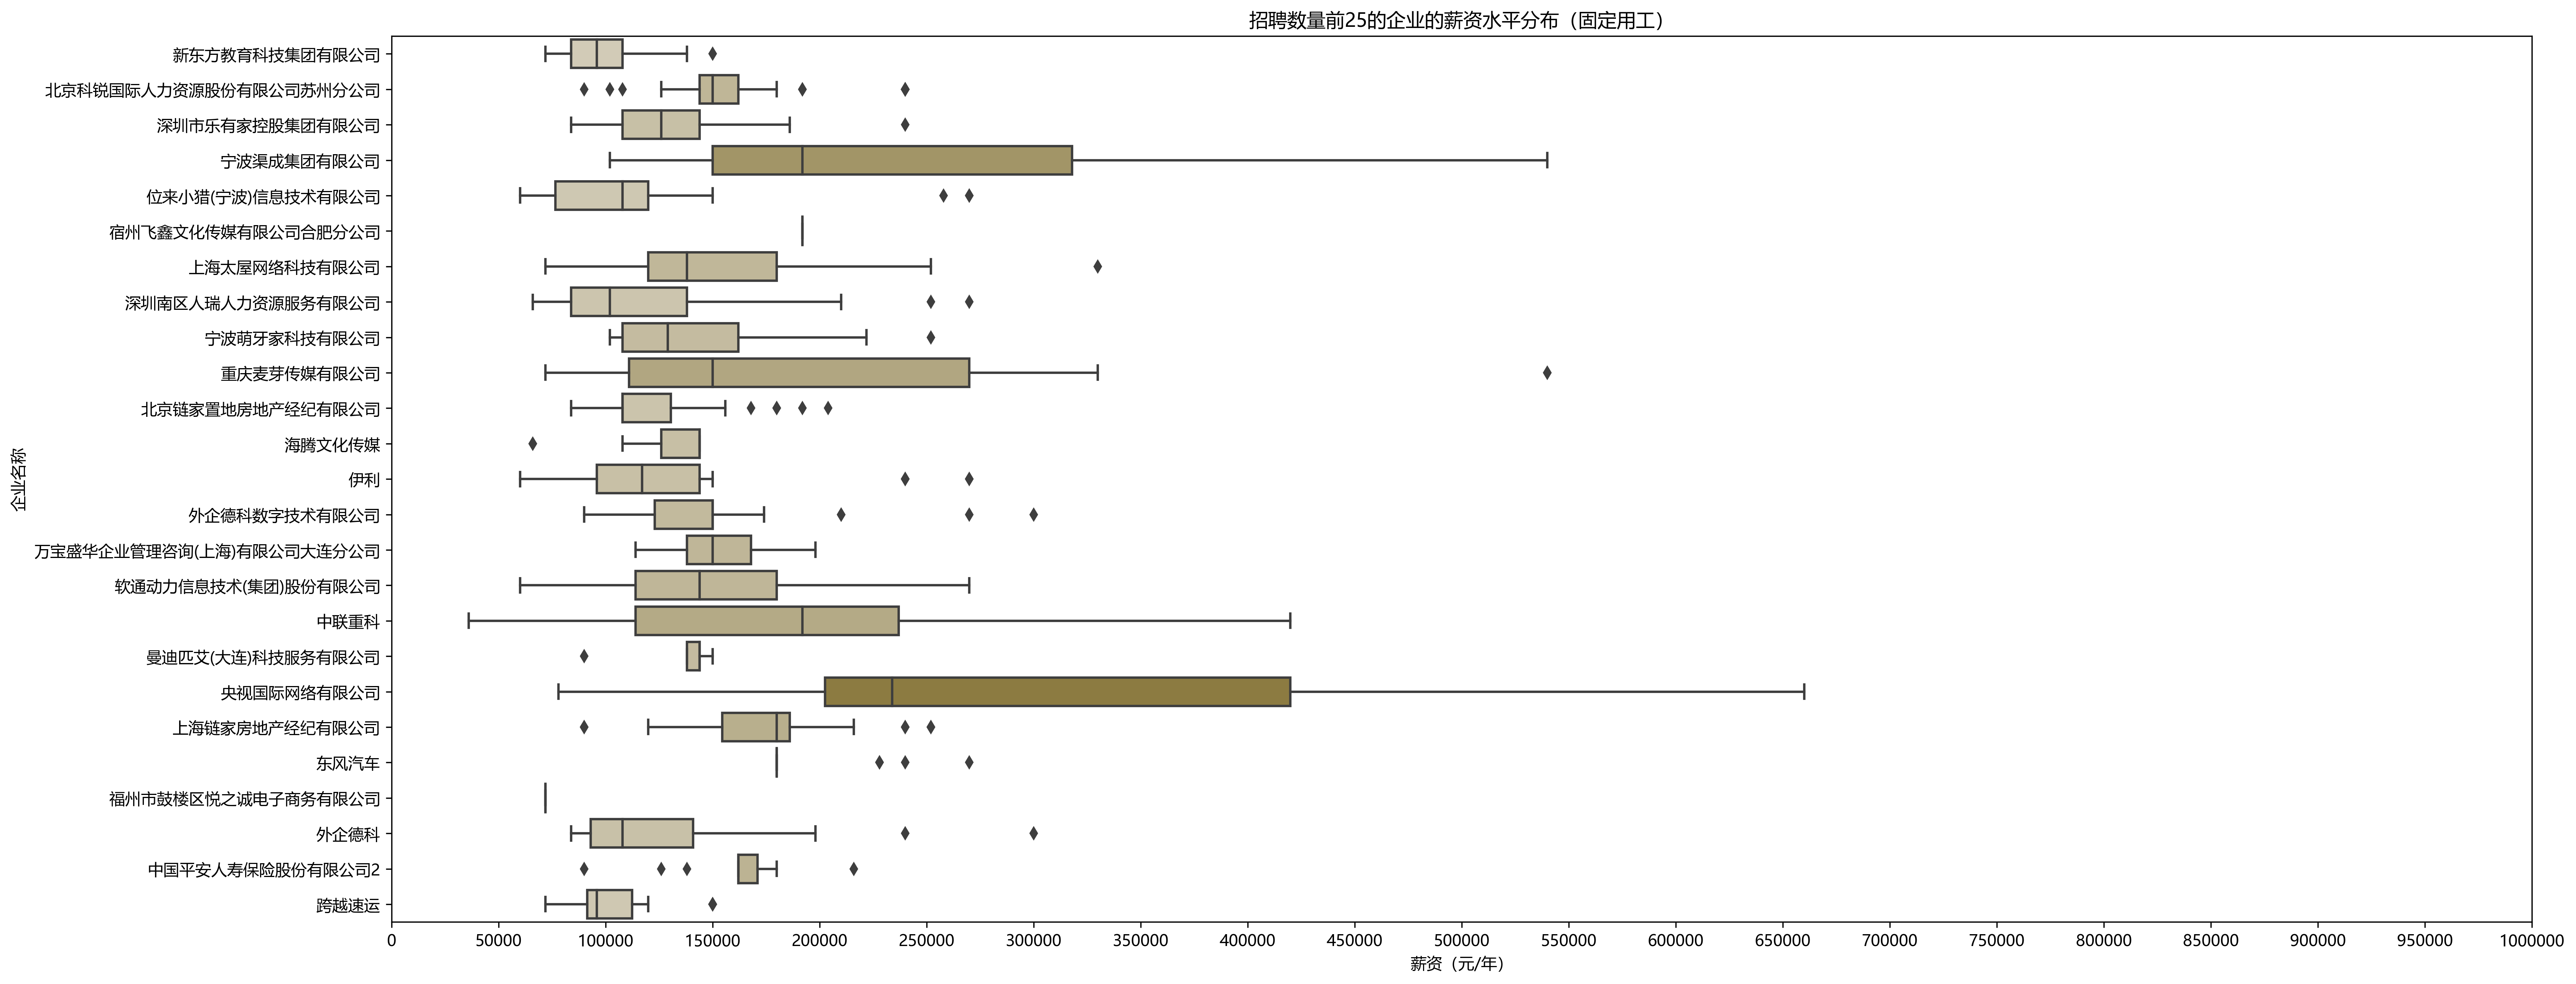 招聘数量前25的企业的薪资水平分布（固定用工）
企业名称
新东方教育科技集团有限公司
北京科锐国际人力资源股份有限公司苏州分公司
深圳市乐有家控股集团有限公司
宁波渠成集团有限公司
位来小猎(宁波)信息技术有限公司
宿州飞鑫文化传媒有限公司合肥分公司
上海太屋网络科技有限公司
深圳南区人瑞人力资源服务有限公司
宁波萌牙家科技有限公司
重庆麦芽传媒有限公司
北京链家置地房地产经纪有限公司
海腾文化传媒
伊利
外企德科数字技术有限公司
万宝盛华企业管理咨询(上海)有限公司大连分公司
软通动力信息技术(集团)股份有限公司
中联重科
曼迪匹艾(大连)科技服务有限公司
央视国际网络有限公司
上海链家房地产经纪有限公司
东风汽车
福州市鼓楼区悦之诚电子商务有限公司
外企德科
中国平安人寿保险股份有限公司2
跨越速运
0 50000 100000 150000 200000 250000 300000 350000 400000 450000 500000 550000 600000 650000 700000 750000 800000 850000 900000 950000 1000000
薪资（元/年）